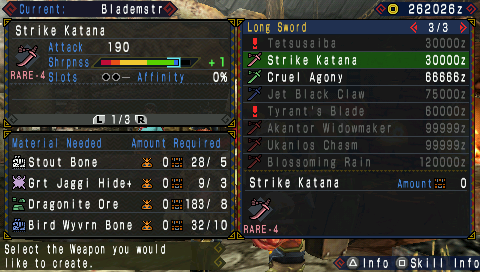 Current: Blademstr
262026z
Strike Katana
Attack 190
Shrpnss +1
RARE-4 Slots Affinity 0%
L 1/3 R
Material Needed Amount Required
Stout Bone 0 28/ 5
Grt Jaggi Hide+ 0 9/ 3
Dragonite Ore 0 183/ 8
Bird Wyvrn Bone 0 32/10
Select the Weapon you would
like to create.
Long Sword 3/3
Tetsusaiba 30000z
Strike Katana 30000z
Cruel Agony 66666z
Jet Black Claw 75000z
Tyrant's Blade 60000z
Akantor Widowmaker 99999z
Ukanlos Chasm 99999z
Blossoming Rain 120000z
Strike Katana Amount 0
RARE-4
Info Skill Info